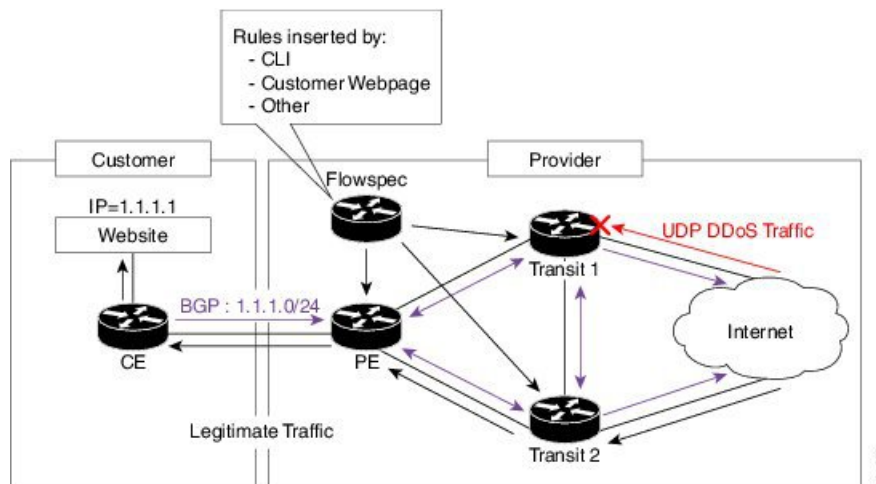 Rules inserted by:
- CLI
- Customer Webpage
- Other
Customer
Provider
Flowspec
IP=1.1.1.1
Website
UDP DDoS Traffic
Transit 1
BGP : 1.1.1.0/24
Internet
CE
PE
Legitimate Traffic
Transit 2